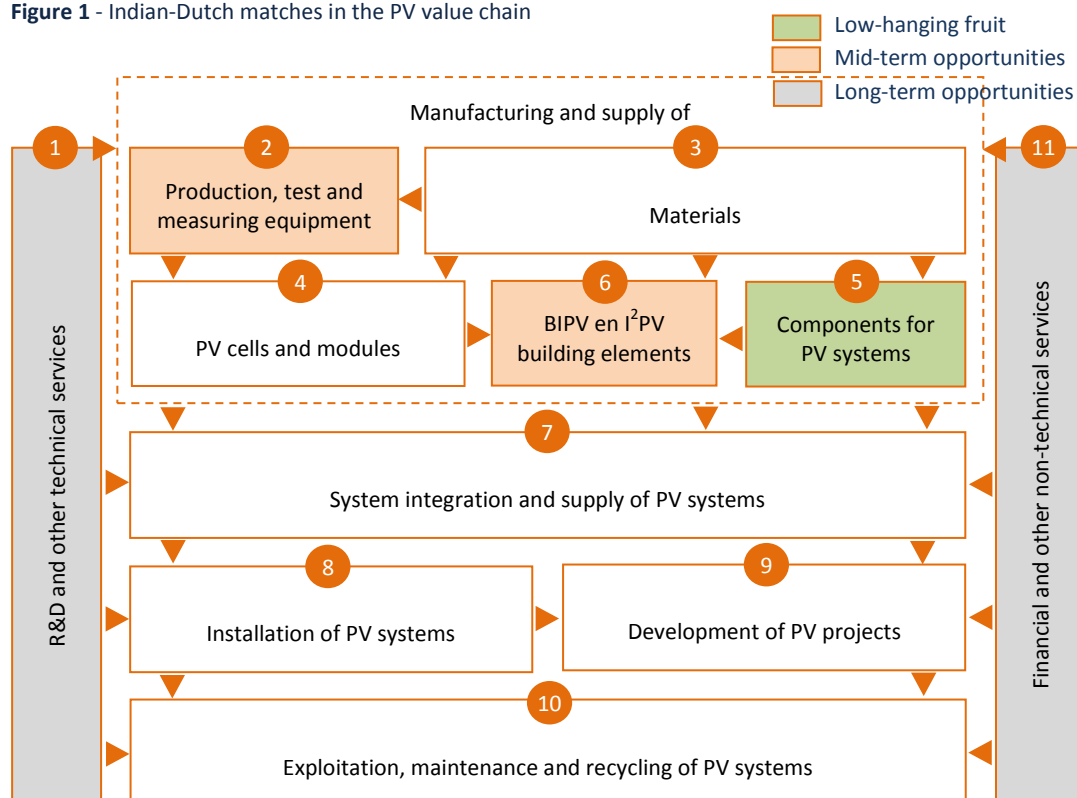 Figure 1 - Indian-Dutch matches in the PV value chain
Low-hanging fruit
Mid-term opportunities
Long-term opportunities
Manufacturing and supply of
1
R&D and other technical services
2
Production, test and
measuring equipment
3
Materials
4
PV cells and modules
6
BIPV en I²PV
building elements
5
Components for
PV systems
7
System integration and supply of PV systems
8
Installation of PV systems
9
Development of PV projects
10
Exploitation, maintenance and recycling of PV systems
11
Financial and other non-technical services